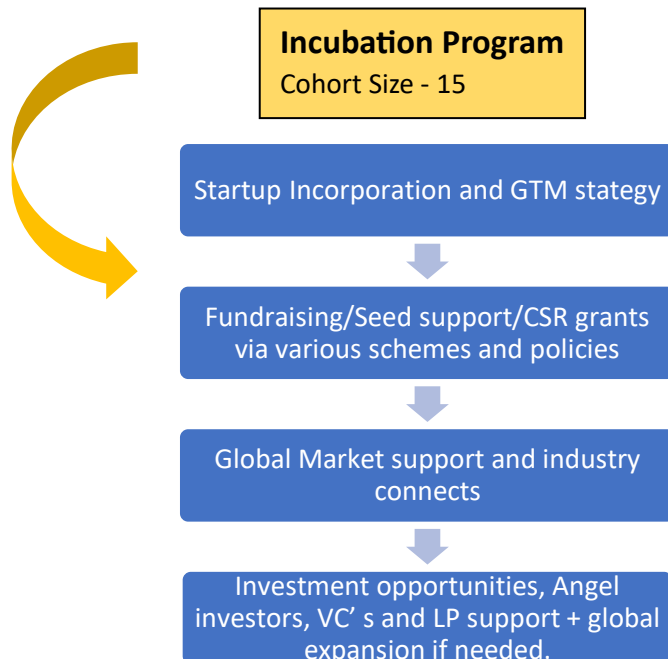 Incubation Program
Cohort Size - 15
Startup Incorporation and GTM stategy
Fundraising/Seed support/CSR grants
via various schemes and policies
Global Market support and industry
connects
Investment opportunities, Angel
investors, VC' s and LP support + global
expansion if needed.